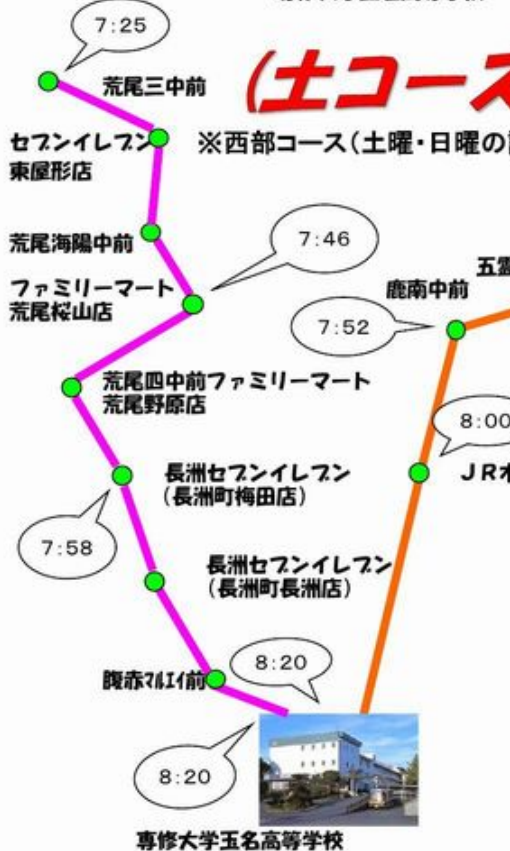 7:25
荒尾三中前
(土コース
セブンイレブン
東屋形店
※西部コース(土曜・日曜の
荒尾海陽中前
7:46
ファミリーマート
荒尾桜山店
五霊
鹿南中前
7:52
荒尾四中前ファミリーマート
荒尾野原店
8:00
長洲セブンイレブン
(長洲町梅田店)
JR木
7:58
長洲セブンイレブン
(長洲町長洲店)
腹赤マルエイ前
8:20
8:20
専修大学玉名高等学校